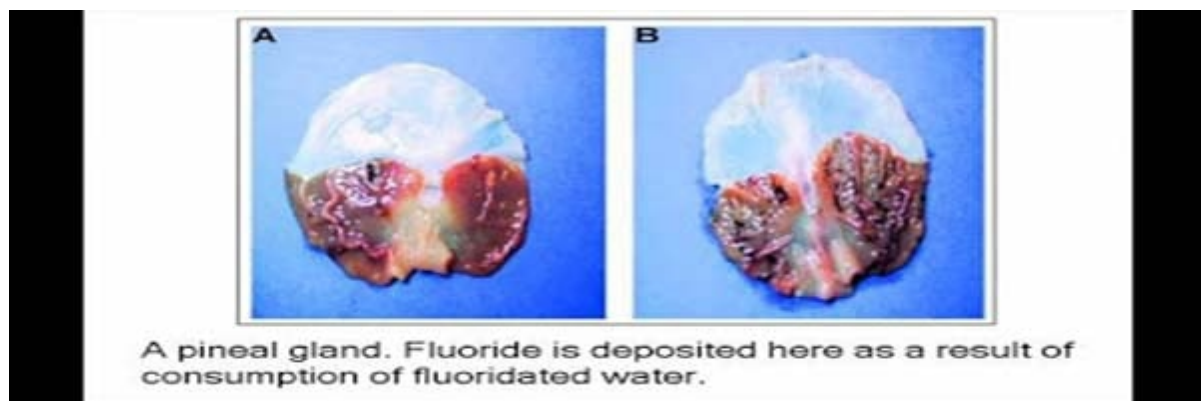 A
B
A pineal gland. Fluoride is deposited here as a result of
consumption of fluoridated water.